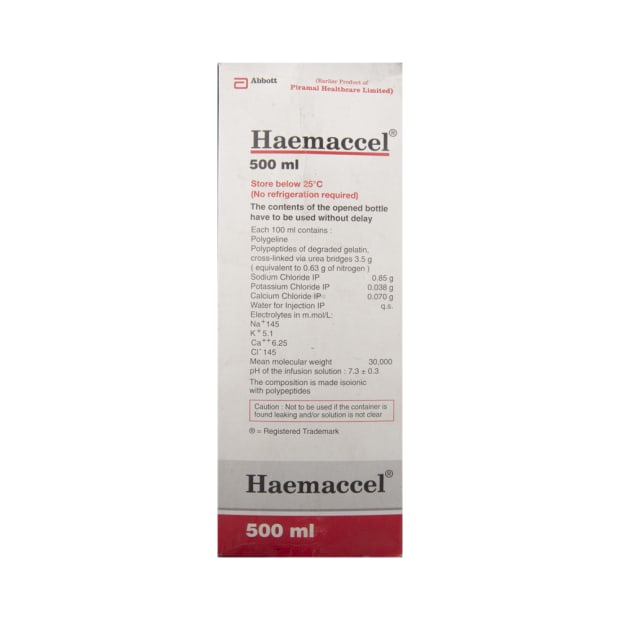 Abbott
(Earlier Product of
Piramal Healthcare Limited)
Haemaccel®
500 ml
Store below 25°C
(No refrigeration required)
The contents of the opened bottle
have to be used without delay
Each 100 ml contains :
Polygeline
Polypeptides of degraded gelatin,
cross-linked via urea bridges 3.5 g
( equivalent to 0.63 g of nitrogen )
Sodium Chloride IP 0.85 g
Potassium Chloride IP 0.038 g
Calcium Chloride IP 0.070 g
Water for Injection IP q.s.
Electrolytes in m.mol/L:
Na⁺145
K⁺5.1
Ca⁺⁺6.25
Cl⁻145
Mean molecular weight 30,000
pH of the infusion solution : 7.3 ± 0.3
The composition is made isoionic
with polypeptides
Caution : Not to be used if the container is
found leaking and/or solution is not clear
® = Registered Trademark
Haemaccel®
500 ml